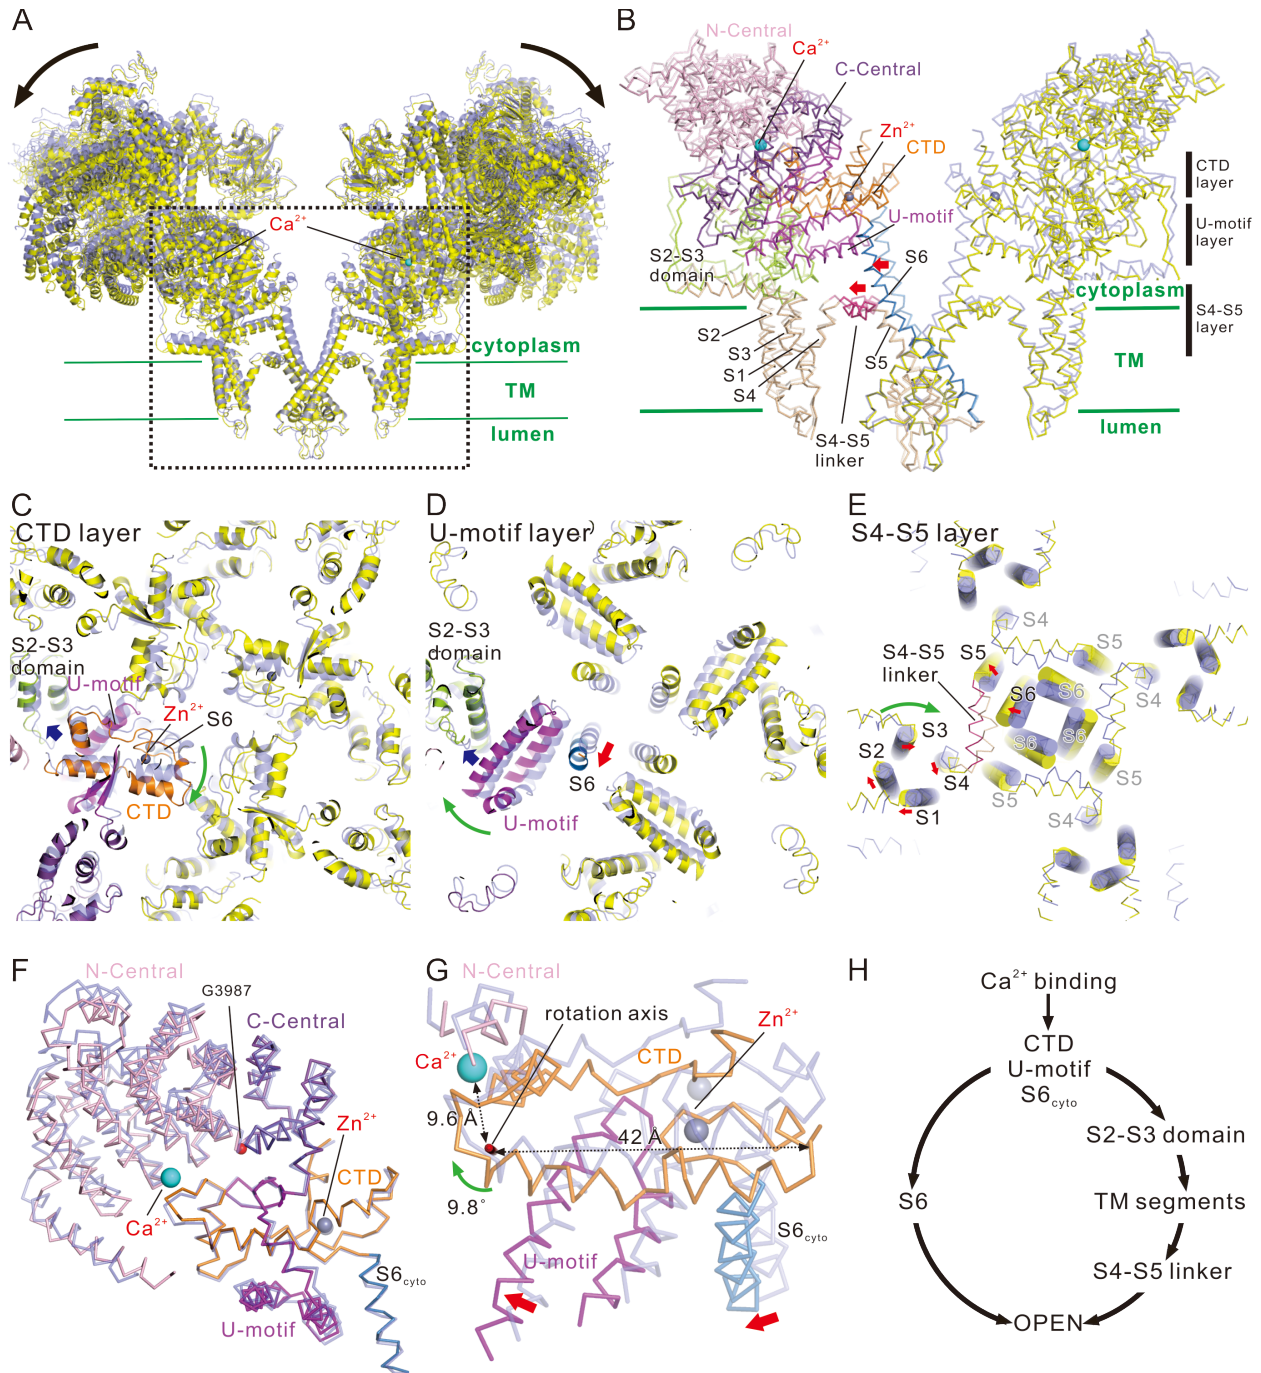 A
Ca²⁺
cytoplasm
TM
lumen
B
N-Central
Ca²⁺
C-Central
Zn²⁺
CTD
U-motif
S2-S3
domain
S6
S2
S3
S1
S4
S5
S4-S5
linker
cytoplasm
TM
lumen
CTD
layer
U-motif
layer
S4-S5
layer
C
CTD layer
S2-S3
domain
U-motif
Zn²⁺
S6
CTD
D
U-motif layer
S2-S3
domain
S6
U-motif
E
S4-S5 layer
S4
S5
S4-S5
linker
S5
S4
S6
S6
S3
S2
S6
S6
S4
S5
S1
S5
S4
F
N-Central
G3987
C-Central
Zn²⁺
CTD
Ca²⁺
S6cyto
U-motif
G
N-Central
rotation axis
Zn²⁺
Ca²⁺
CTD
9.6 Å
42 Å
9.8°
S6cyto
U-motif
H
Ca²⁺ binding
CTD
U-motif
S6cyto
S2-S3 domain
S6
TM segments
S4-S5 linker
OPEN